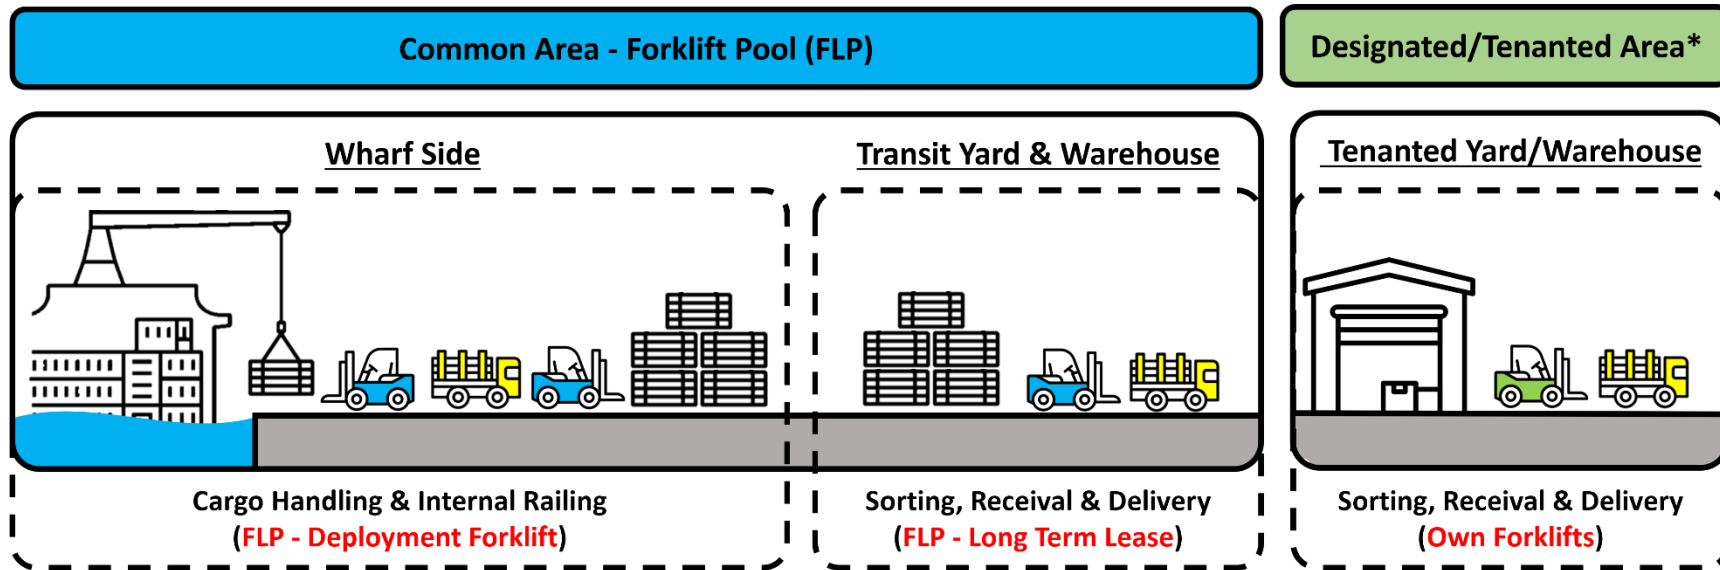 Common Area - Forklift Pool (FLP)
Designated/Tenanted Area*
Wharf Side
Transit Yard & Warehouse
Tenanted Yard/Warehouse
Cargo Handling & Internal Railing
(FLP - Deployment Forklift)
Sorting, Receival & Delivery
(FLP - Long Term Lease)
Sorting, Receival & Delivery
(Own Forklifts)